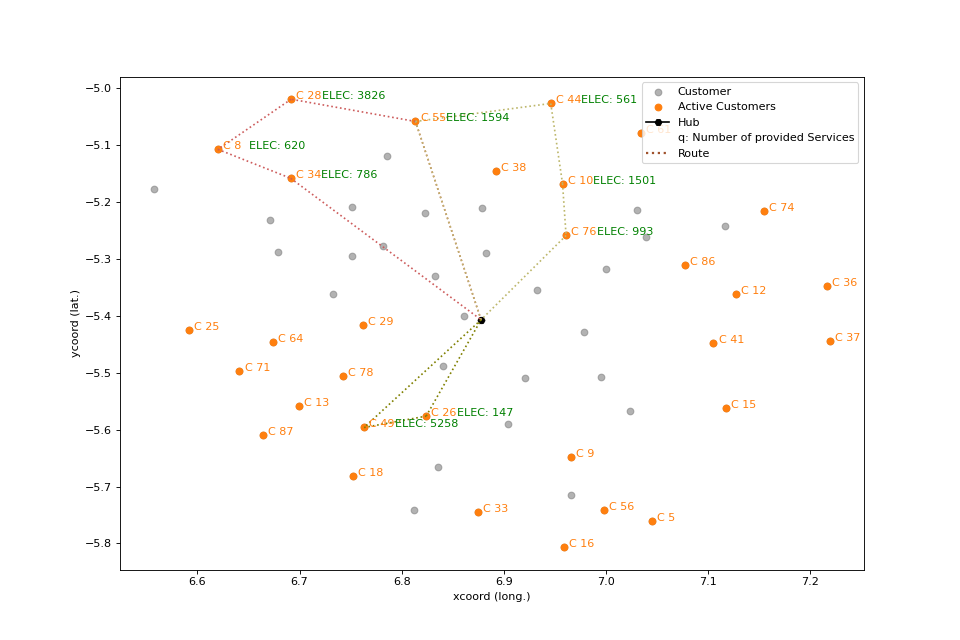 Customer
Active Customers
Hub
q: Number of provided Services
Route
−5.0
−5.1
−5.2
−5.3
−5.4
−5.5
−5.6
−5.7
−5.8
ycoord (lat.)
C 28 ELEC: 3826
C 55 ELEC: 1594
C 44 ELEC: 561
C 8 ELEC: 620
C 34 ELEC: 786
C 38
C 10 ELEC: 1501
C 76 ELEC: 993
C 74
C 86
C 12
C 36
C 25
C 64
C 29
C 41
C 37
C 71
C 78
C 13
C 15
C 87
C 49 ELEC: 5258
C 26 ELEC: 147
C 18
C 9
C 33
C 56
C 5
C 16
6.6
6.7
6.8
6.9
7.0
7.1
7.2
xcoord (long.)